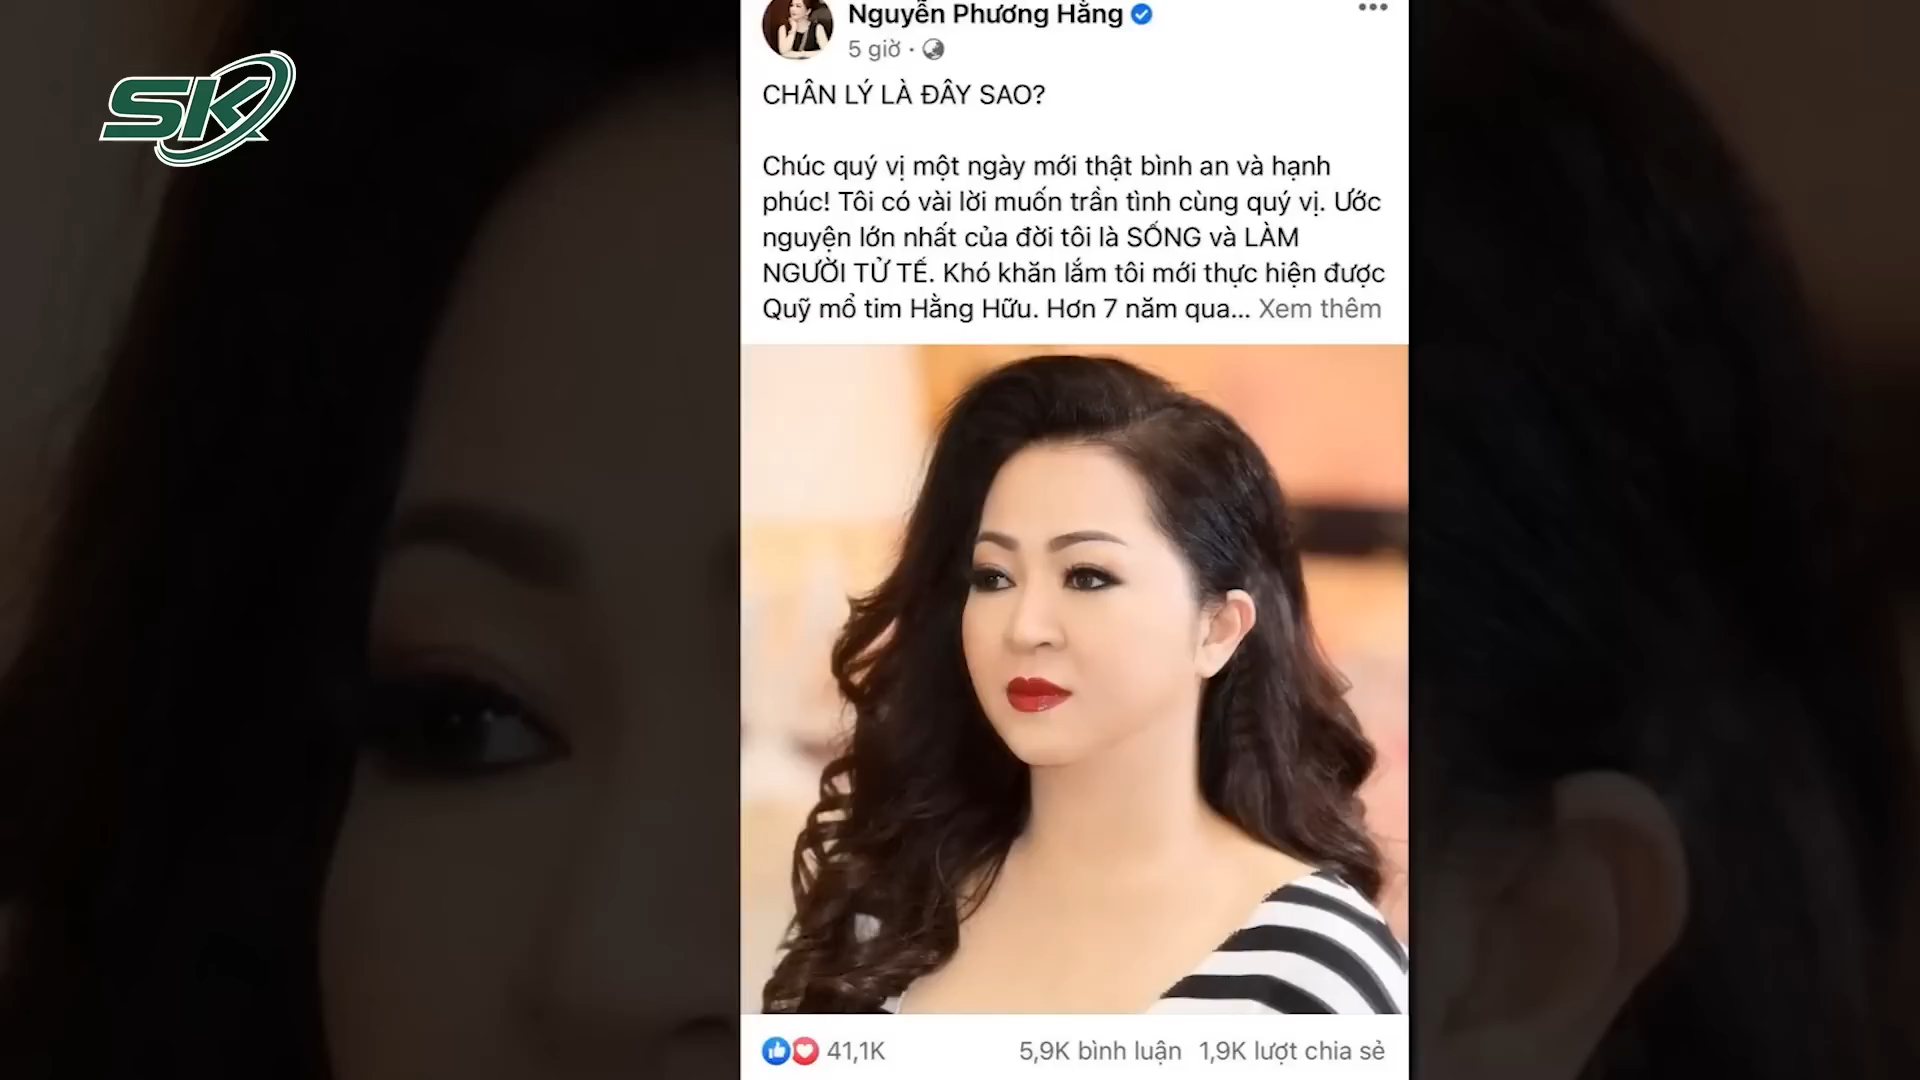 SK
Nguyễn Phương Hằng
5 giờ ·
CHÂN LÝ LÀ ĐÂY SAO?
Chúc quý vị một ngày mới thật bình an và hạnh
phúc! Tôi có vài lời muốn trần tình cùng quý vị. Ước
nguyện lớn nhất của đời tôi là SỐNG và LÀM
NGƯỜI TỬ TẾ. Khó khăn lắm tôi mới thực hiện được
Quỹ mổ tim Hằng Hữu. Hơn 7 năm qua... Xem thêm
41,1K
5,9K bình luận 1,9K lượt chia sẻ